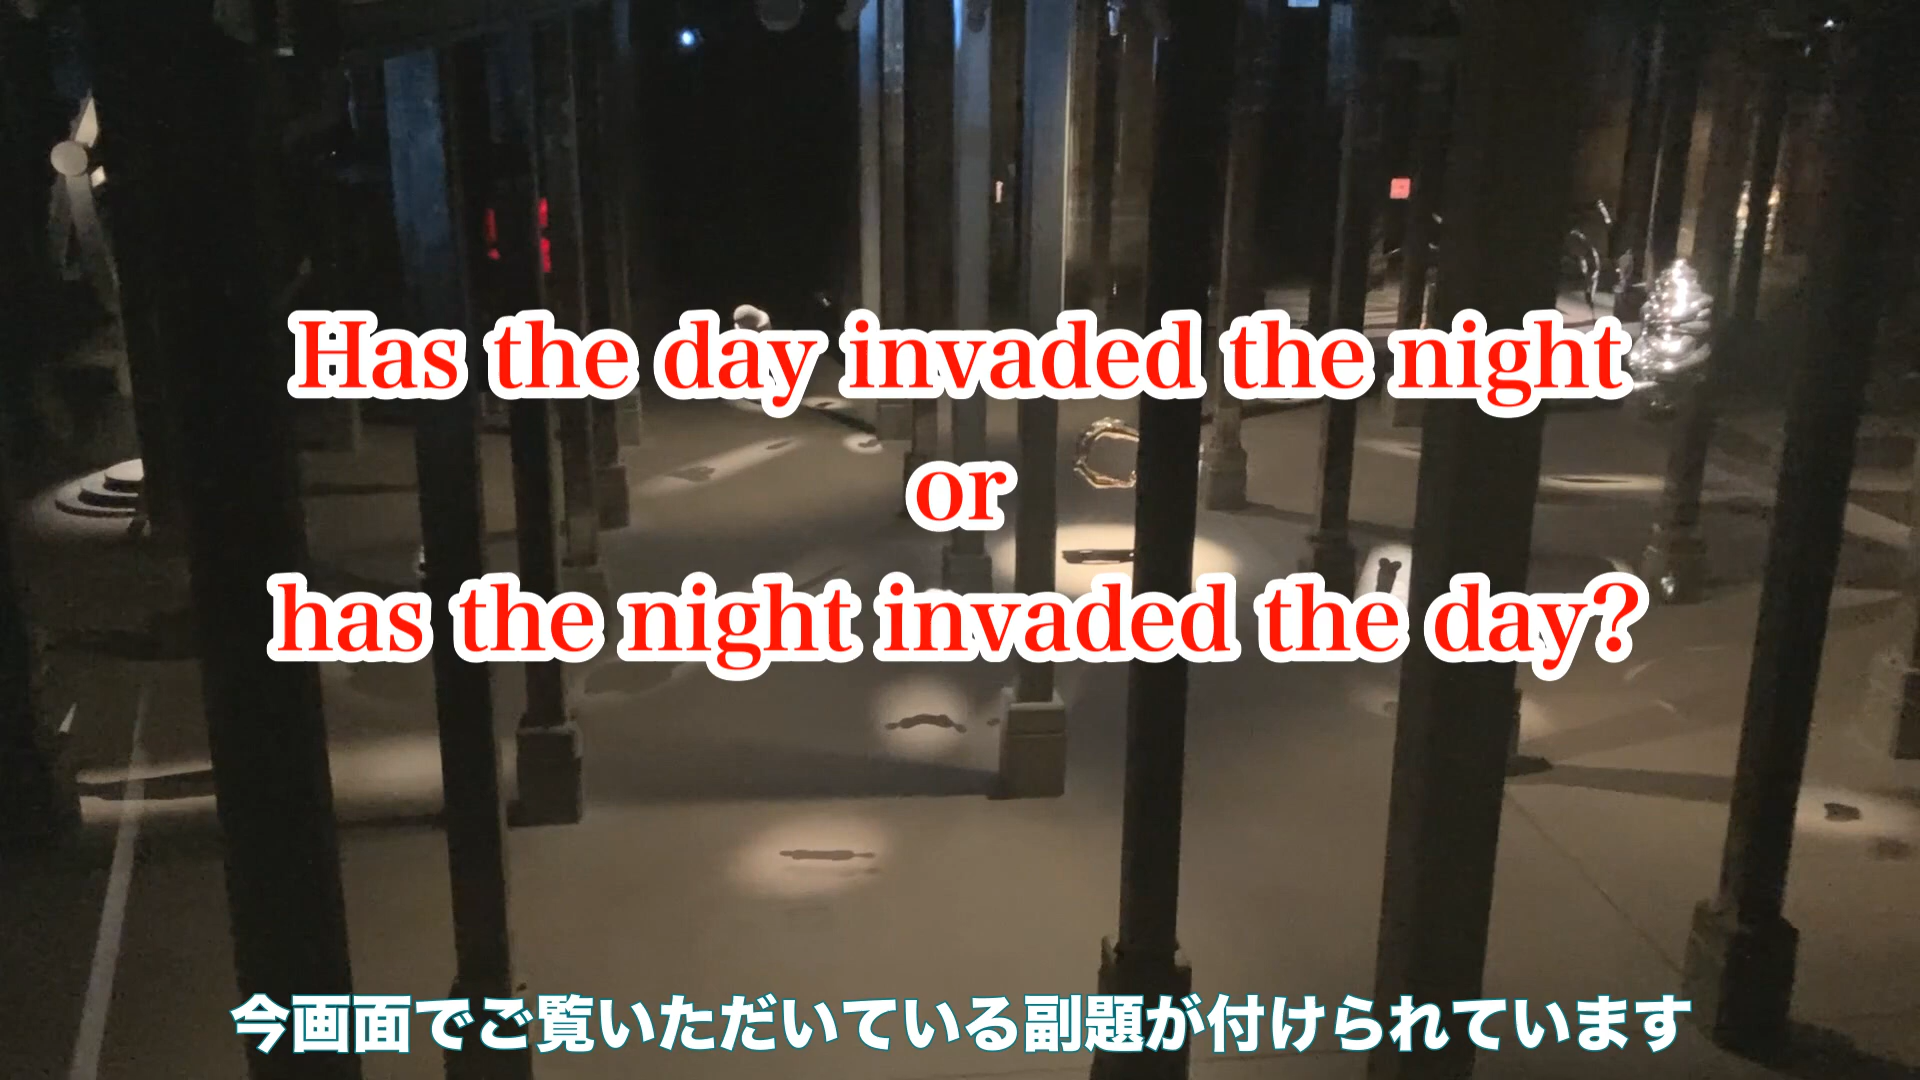 Has the day invaded the night
or
has the night invaded the day?
今画面でご覧いただいている副題が付けられています